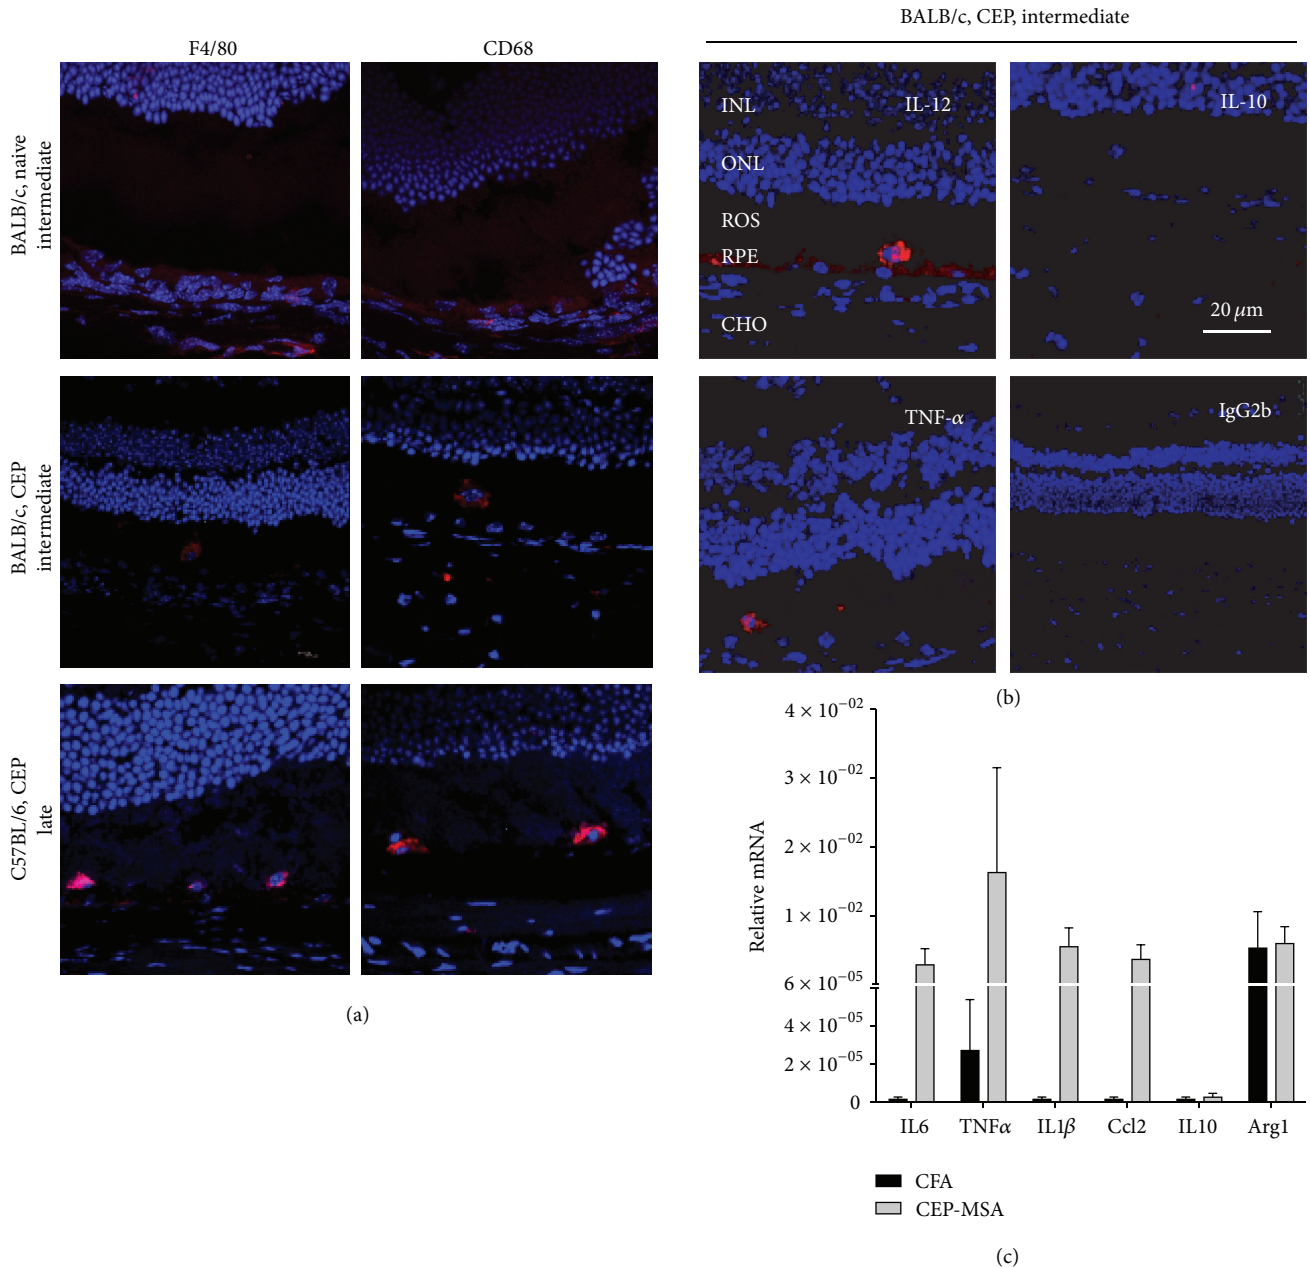 F4/80
CD68
BALB/c, naive
intermediate
BALB/c, CEP
intermediate
C57BL/6, CEP
late
(a)
BALB/c, CEP, intermediate
INL
IL-12
ONL
ROS
RPE
CHO
IL-10
20 μm
TNF-α
IgG2b
(b)
Relative mRNA
4 × 10⁻⁰²
3 × 10⁻⁰²
2 × 10⁻⁰²
1 × 10⁻⁰²
6 × 10⁻⁰⁵
4 × 10⁻⁰⁵
2 × 10⁻⁰⁵
0
IL6 TNFα IL1β Ccl2 IL10 Arg1
CFA
CEP-MSA
(c)